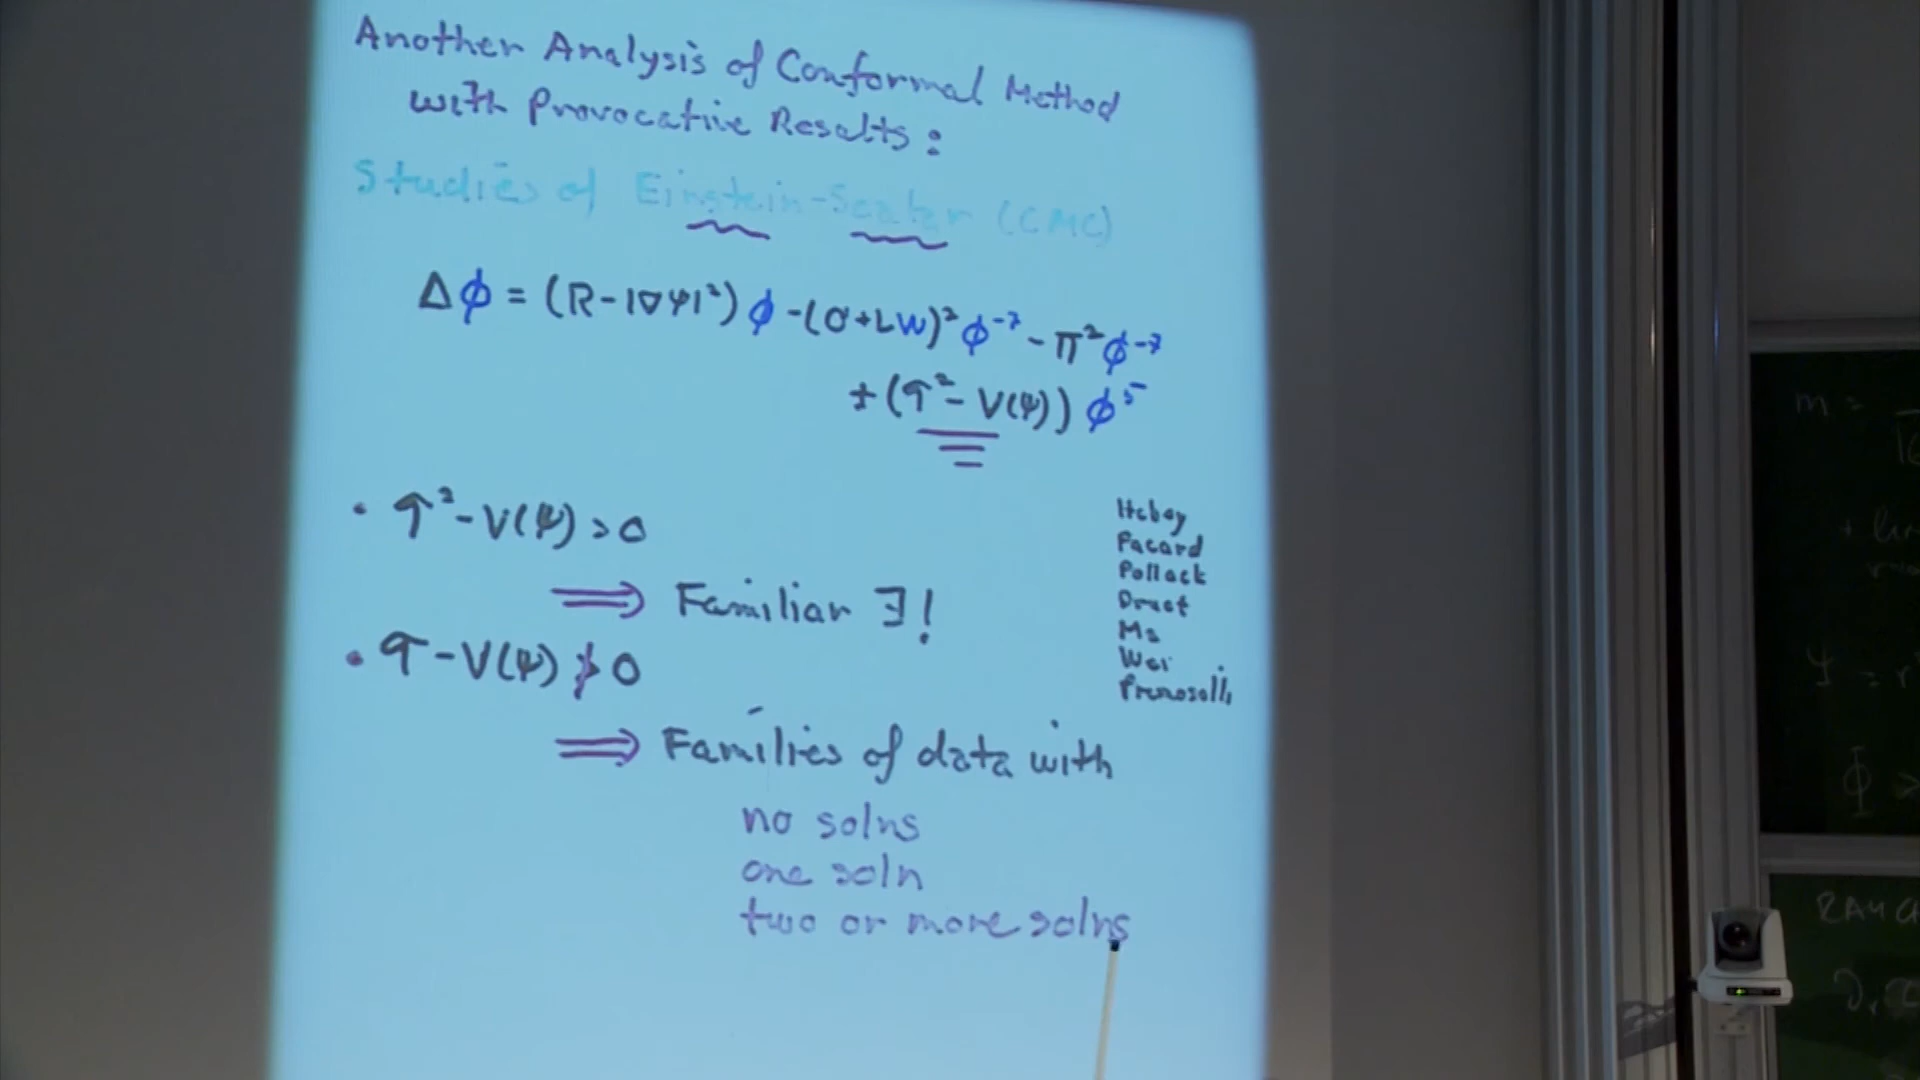 Another Analysis of Conformal Method
with Provocative Results:
Studies of Einstein-Scalar (CMC)
Δϕ = (R-|∇ψ|²)ϕ -(σ+LW)²ϕ⁻⁷ - π²ϕ⁻⁷
+(τ²- V(ψ)) ϕ⁵
• τ²-V(ψ)>0
⟹ Familiar ∃!
• τ-V(ψ) ≯ 0
⟹ Families of data with
no solns
one soln
two or more solns
Hebey
Pacard
Pollack
Druet
Ma
Wei
Premoselli
m =
Ψ = r
Φ >